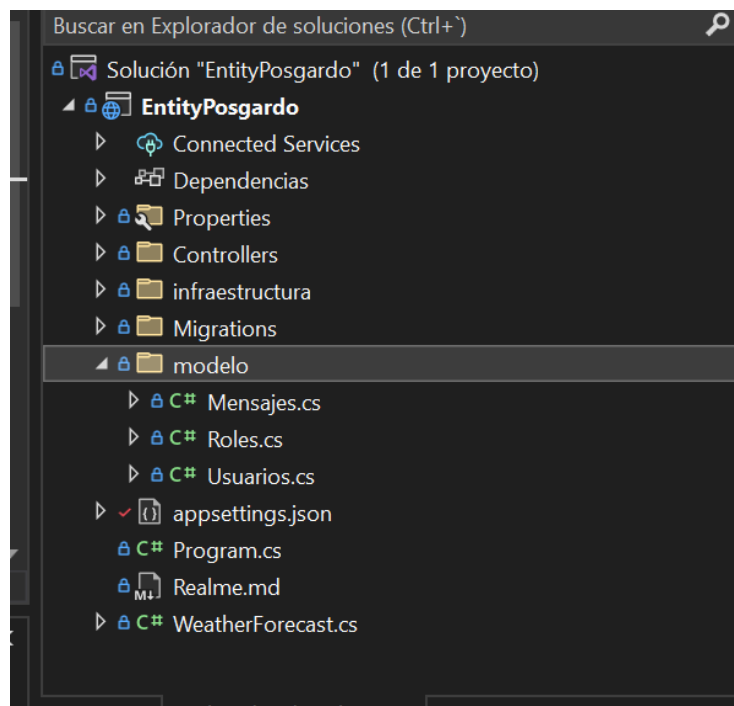 Buscar en Explorador de soluciones (Ctrl+`)
Solución "EntityPosgardo" (1 de 1 proyecto)
EntityPosgardo
Connected Services
Dependencias
Properties
Controllers
infraestructura
Migrations
modelo
C# Mensajes.cs
C# Roles.cs
C# Usuarios.cs
appsettings.json
C# Program.cs
M↓ Realme.md
C# WeatherForecast.cs